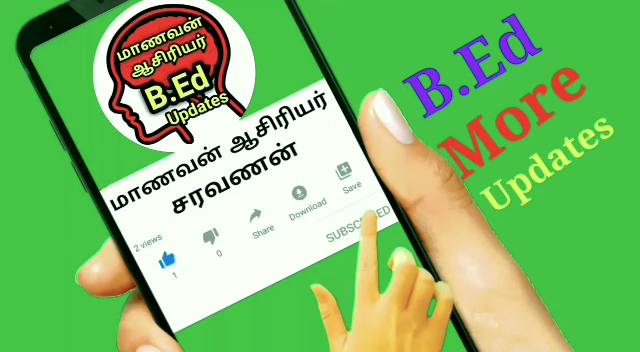 மாணவன்
ஆசிரியர்
B.Ed
Updates
மாணவன் ஆசிரியர்
சரவணன்
2 views
1
0
Share
Download
Save
SUBSCRIBED
B.Ed
More
Updates